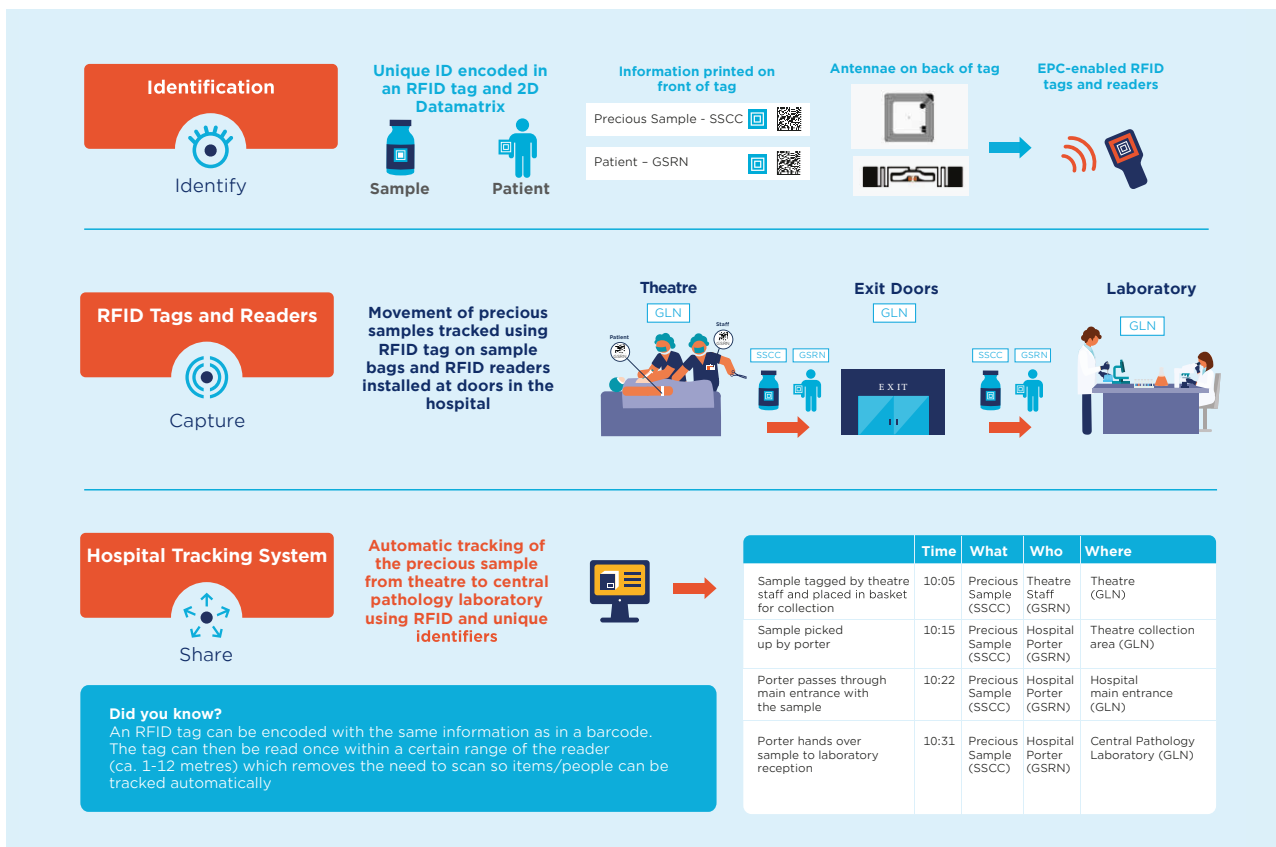 Identification
Identify
Unique ID encoded in
an RFID tag and 2D
Datamatrix
Sample
Patient
Information printed on
front of tag
Precious Sample - SSCC
Patient – GSRN
Antennae on back of tag
EPC-enabled RFID
tags and readers
RFID Tags and Readers
Capture
Movement of precious
samples tracked using
RFID tag on sample
bags and RFID readers
installed at doors in the
hospital
Theatre
GLN
Patient
Staff
SSCC
GSRN
Exit Doors
GLN
EXIT
SSCC
GSRN
Laboratory
GLN
Hospital Tracking System
Share
Automatic tracking of
the precious sample
from theatre to central
pathology laboratory
using RFID and unique
identifiers
Time What Who Where
Sample tagged by theatre 10:05 Precious Theatre Theatre
staff and placed in basket Sample Staff (GLN)
for collection (SSCC) (GSRN)
Sample picked 10:15 Precious Hospital Theatre collection
up by porter Sample Porter area (GLN)
(SSCC) (GSRN)
Porter passes through 10:22 Precious Hospital Hospital
main entrance with Sample Porter main entrance
the sample (SSCC) (GSRN) (GLN)
Porter hands over 10:31 Precious Hospital Central Pathology
sample to laboratory Sample Porter Laboratory (GLN)
reception (SSCC) (GSRN)
Did you know?
An RFID tag can be encoded with the same information as in a barcode.
The tag can then be read once within a certain range of the reader
(ca. 1-12 metres) which removes the need to scan so items/people can be
tracked automatically